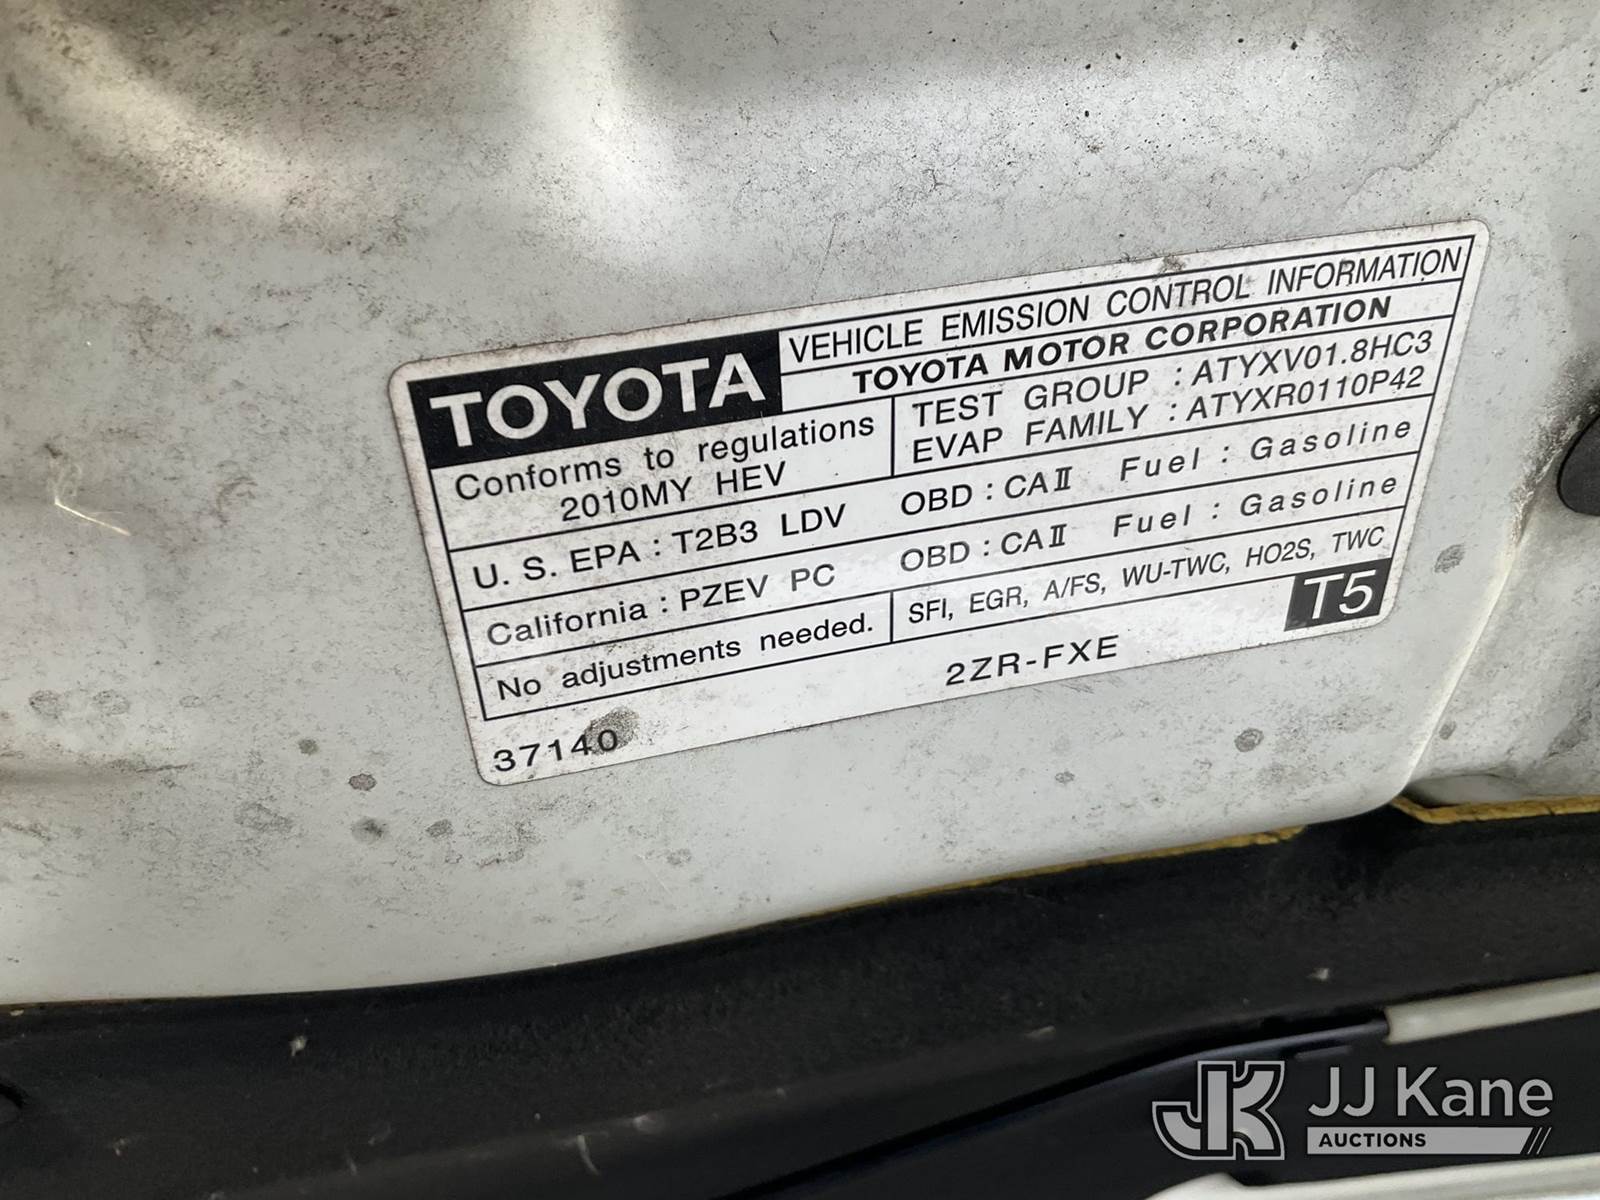 TOYOTA
VEHICLE EMISSION CONTROL INFORMATION
TOYOTA MOTOR CORPORATION
Conforms to regulations
2010MY HEV
TEST GROUP : ATYXV01.8HC3
EVAP FAMILY : ATYXR0110P42
U. S. EPA : T2B3 LDV OBD : CAⅡ Fuel : Gasoline
California : PZEV PC OBD : CAⅡ Fuel : Gasoline
No adjustments needed. SFI, EGR, A/FS, WU-TWC, HO2S, TWC
T5
37140 2ZR-FXE
JK JJ Kane
AUCTIONS